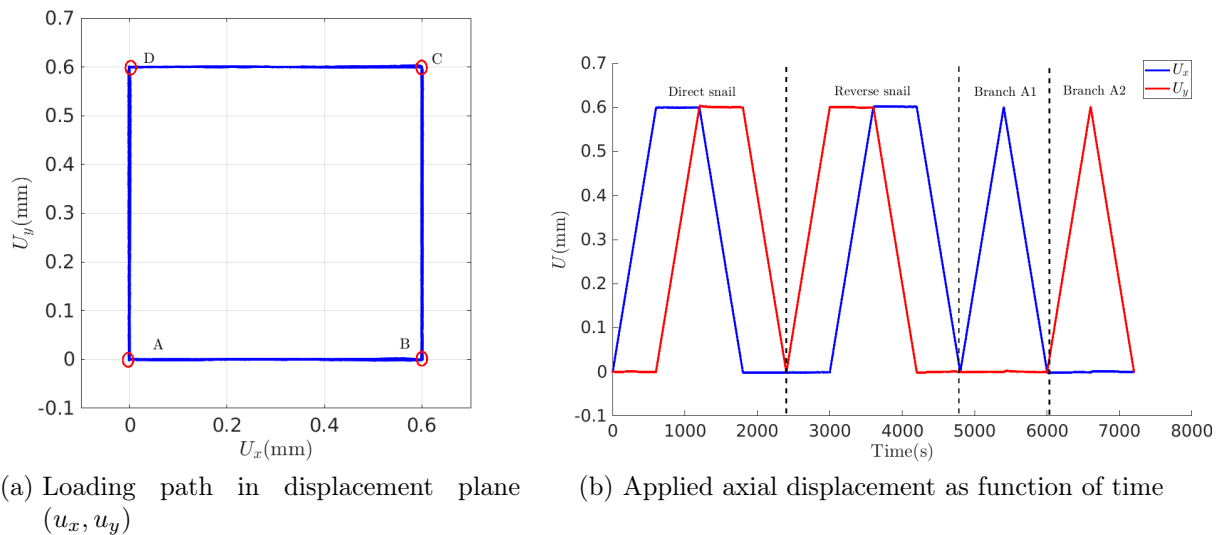 0.7
0.6
0.5
0.4
0.3
0.2
0.1
0
-0.1
U_y(mm)
D
C
A
B
0
0.2
0.4
0.6
U_x(mm)
(a) Loading path in displacement plane
(u_x, u_y)
0.7
0.6
0.5
0.4
0.3
0.2
0.1
0
-0.1
U(mm)
Direct snail
Reverse snail
Branch A1
Branch A2
U_x
U_y
0
1000
2000
3000
4000
5000
6000
7000
8000
Time(s)
(b) Applied axial displacement as function of time